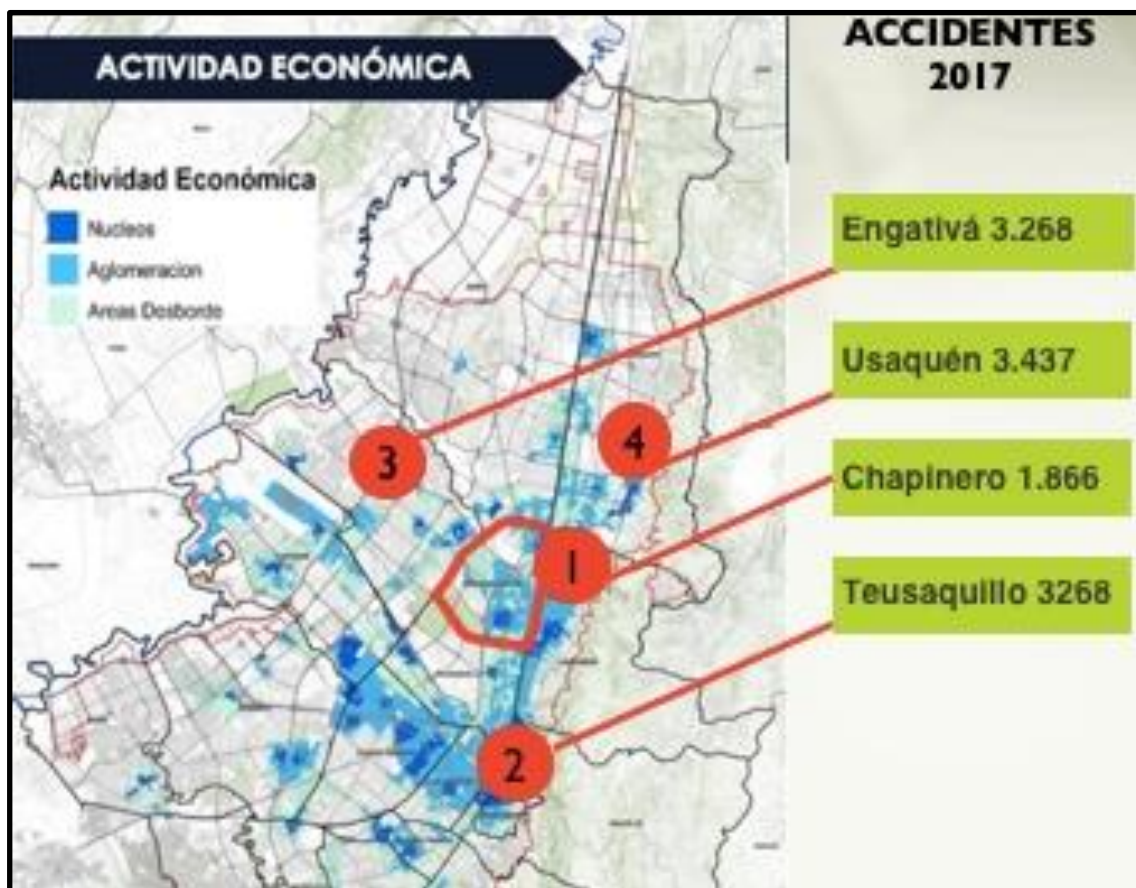 ACTIVIDAD ECONÓMICA
Actividad Económica
Nucleos
Aglomeracion
Areas Desborde
3
4
1
2
ACCIDENTES
2017
Engativá 3.268
Usaquén 3.437
Chapinero 1.866
Teusaquillo 3268